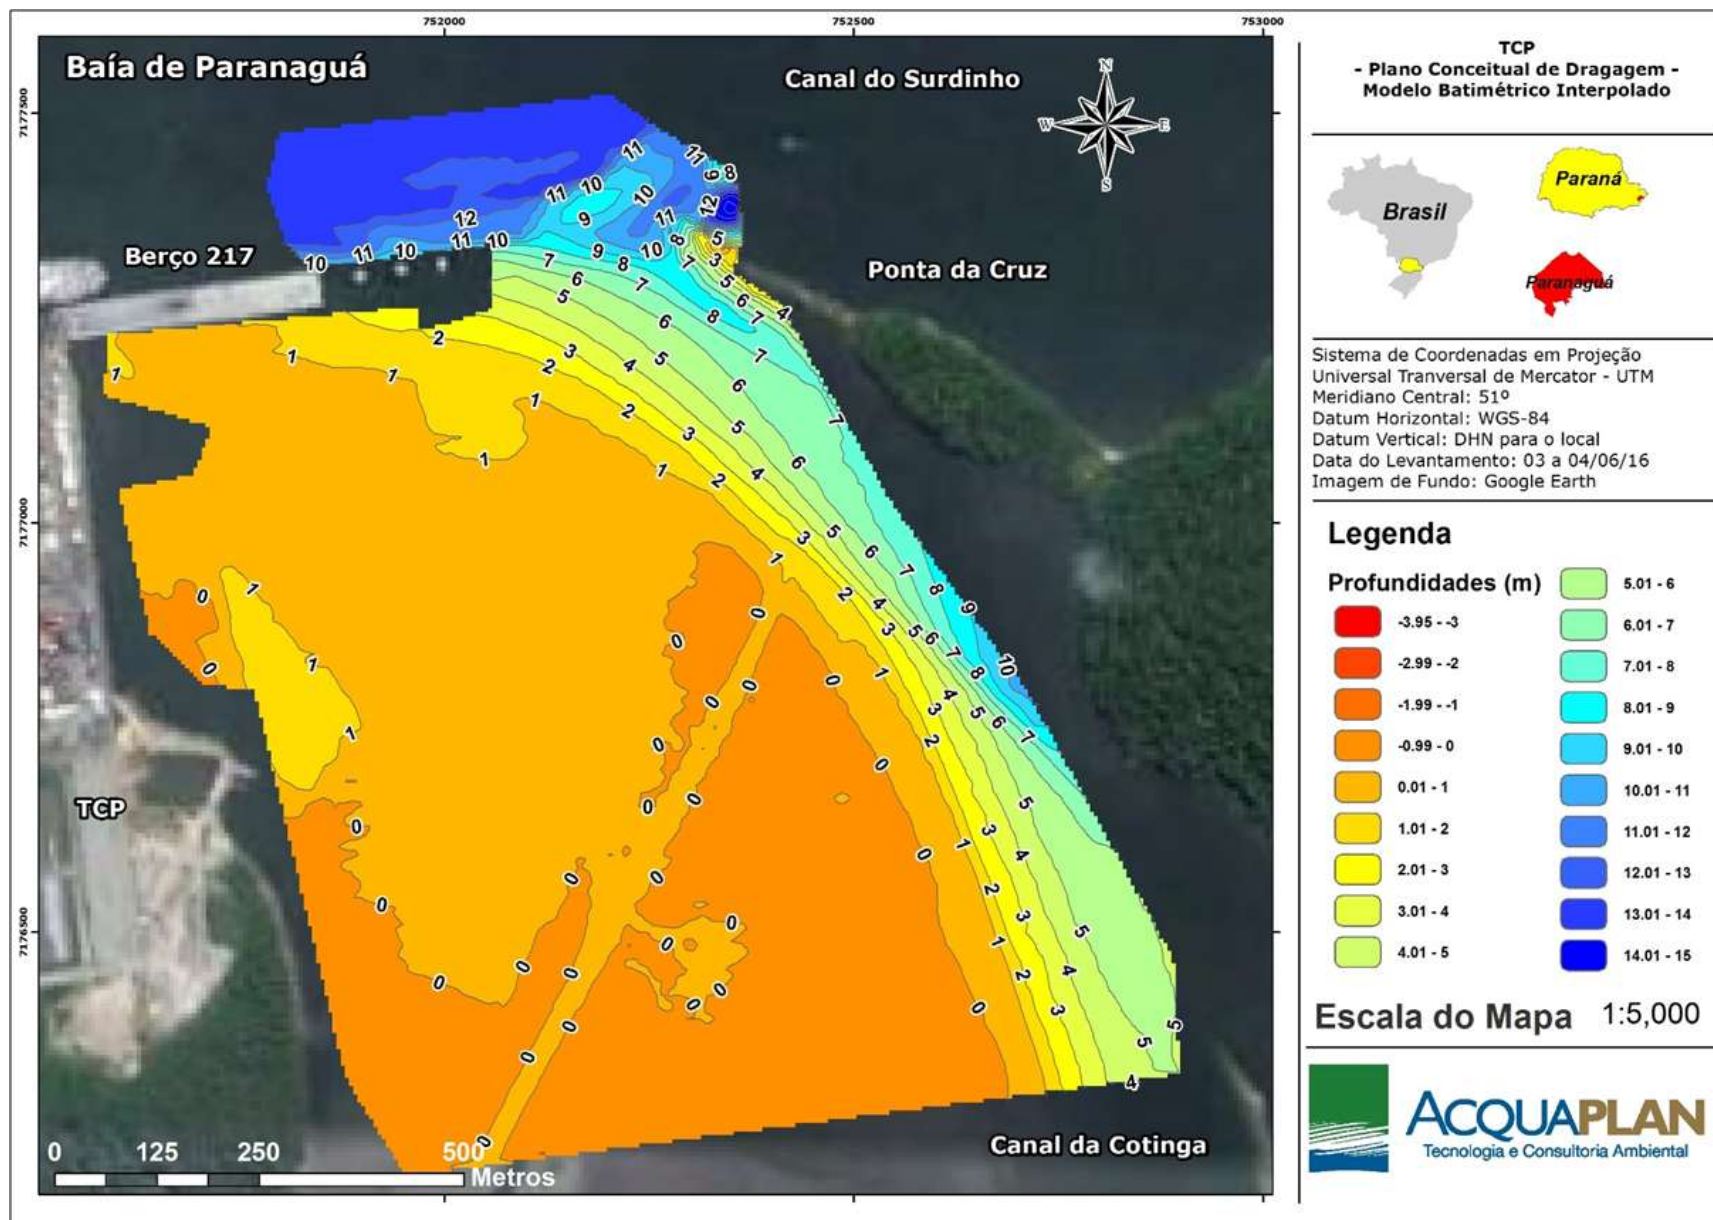 752000
752500
753000
7177500
7177000
7176500
Baía de Paranaguá
Canal do Surdinho
N
W
E
S
Berço 217
Ponta da Cruz
TCP
Canal da Cotinga
0 125 250 500
Metros
TCP
- Plano Conceitual de Dragagem -
Modelo Batimétrico Interpolado
Brasil
Paraná
Paranaguá
Sistema de Coordenadas em Projeção
Universal Tranversal de Mercator - UTM
Meridiano Central: 51º
Datum Horizontal: WGS-84
Datum Vertical: DHN para o local
Data do Levantamento: 03 a 04/06/16
Imagem de Fundo: Google Earth
Legenda
Profundidades (m)
-3.95 - -3
-2.99 - -2
-1.99 - -1
-0.99 - 0
0.01 - 1
1.01 - 2
2.01 - 3
3.01 - 4
4.01 - 5
5.01 - 6
6.01 - 7
7.01 - 8
8.01 - 9
9.01 - 10
10.01 - 11
11.01 - 12
12.01 - 13
13.01 - 14
14.01 - 15
Escala do Mapa 1:5,000
ACQUAPLAN
Tecnologia e Consultoria Ambiental